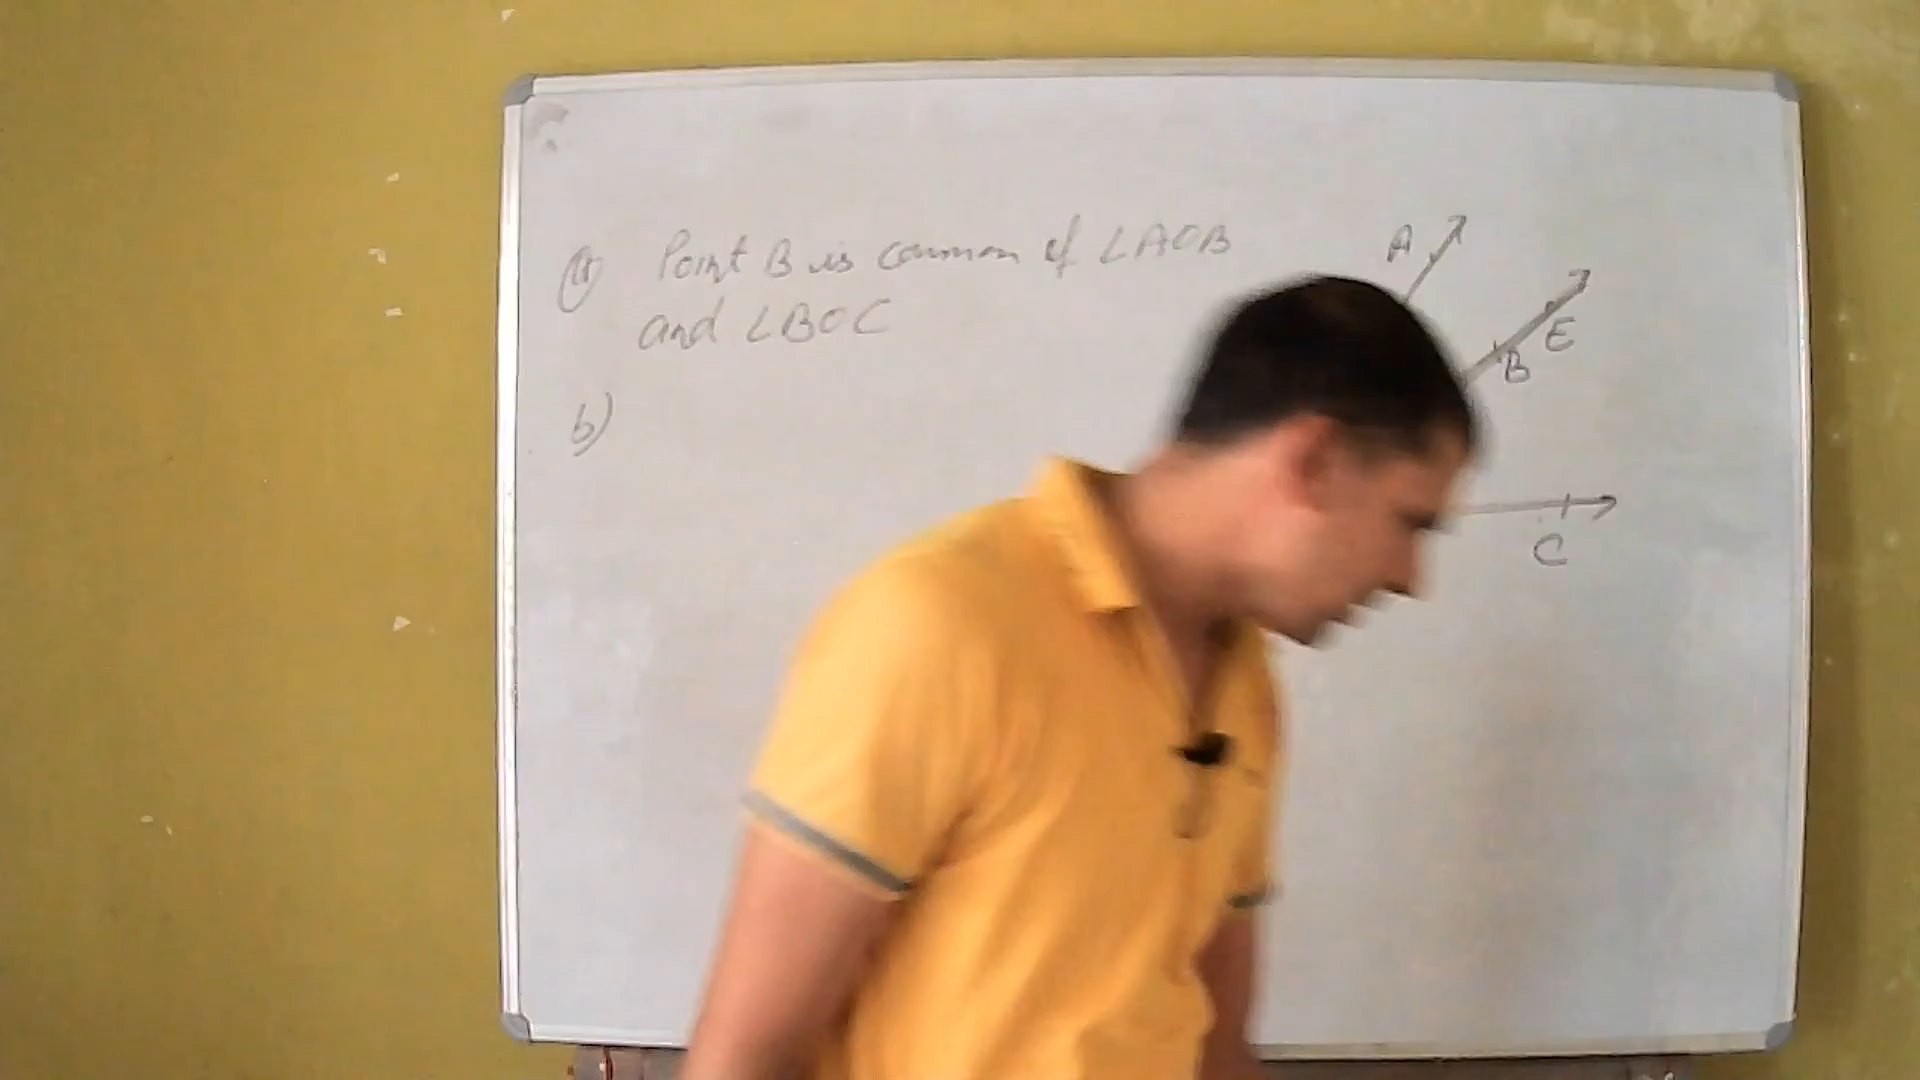 (a) Point B is common of ∠AOB
and ∠BOC
b)
A
E
B
C